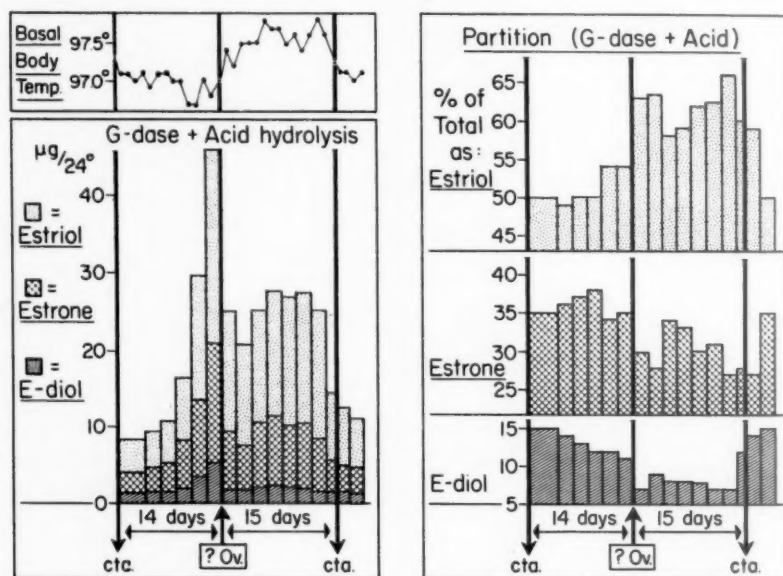 Basal
Body
Temp.
97.5°
97.0°
G-dase + Acid hydrolysis
μg/24°
40
30
20
10
0
= Estriol
= Estrone
= E-diol
14 days
15 days
cta.
? Ov.
cta.
Partition (G-dase + Acid)
% of
Total
as:
Estriol
65
60
55
50
45
Estrone
40
35
30
25
E-diol
15
10
5
14 days
15 days
cta.
? Ov.
cta.